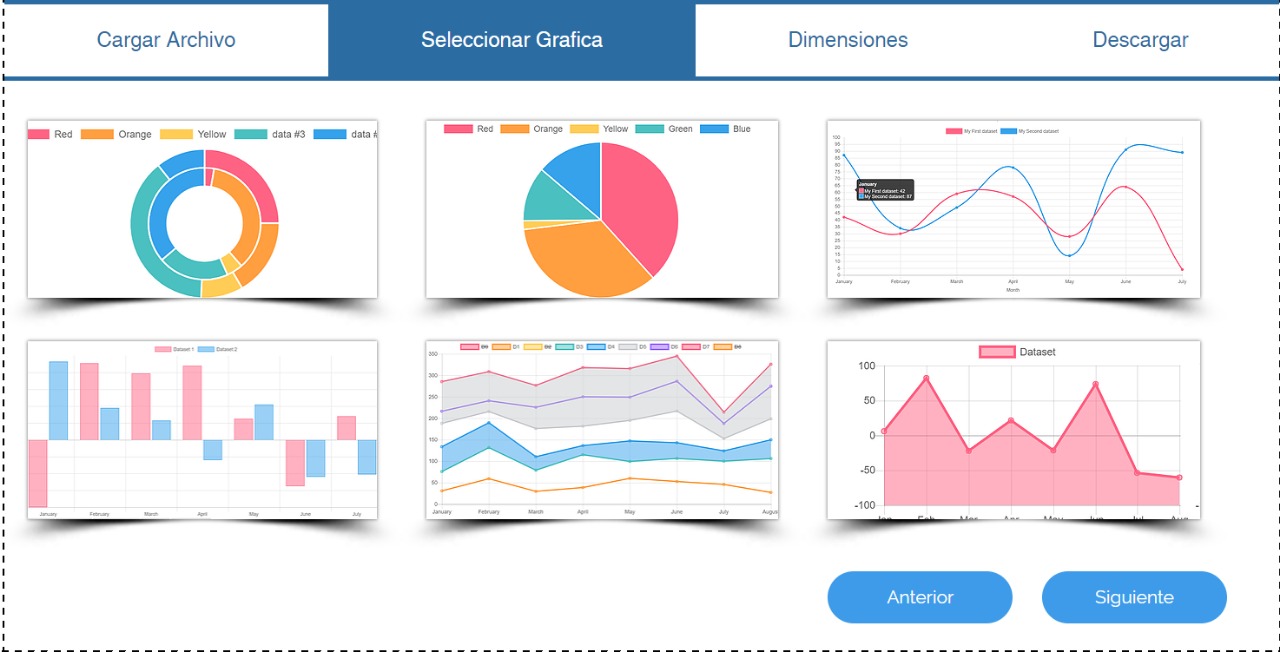 Cargar Archivo
Seleccionar Grafica
Dimensiones
Descargar
Red Orange Yellow data #3 data #
Red Orange Yellow Green Blue
My First dataset My Second dataset
100
95
90
85
80
75
70
65
60
55
50
45
40
35
30
25
20
15
10
5
0
January
My First dataset: 42
My Second dataset: 87
January February March April May June July
Month
Dataset 1 Dataset 2
January February March April May June July
D0 D1 D2 D3 D4 D5 D6 D7 D8
350
300
250
200
150
100
50
0
January February March April May June July Augus
Dataset
100
50
0
-50
-100
-
Jan Feb Mar Apr May Jun Jul Aug
Anterior
Siguiente